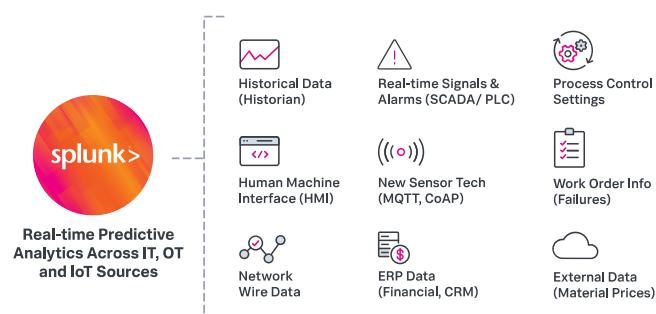 splunk>
Real-time Predictive
Analytics Across IT, OT
and IoT Sources
Historical Data
(Historian)
Real-time Signals &
Alarms (SCADA/ PLC)
Process Control
Settings
</>
Human Machine
Interface (HMI)
New Sensor Tech
(MQTT, CoAP)
Work Order Info
(Failures)
Network
Wire Data
$
ERP Data
(Financial, CRM)
External Data
(Material Prices)